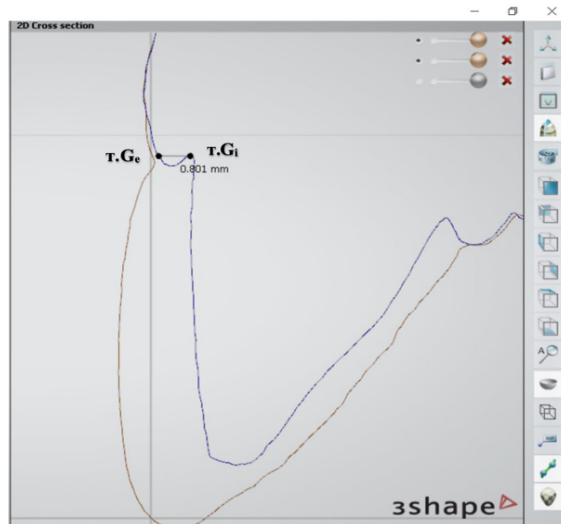 2D Cross section
т.Gₑ
т.Gᵢ
0.801 mm
A
3shape